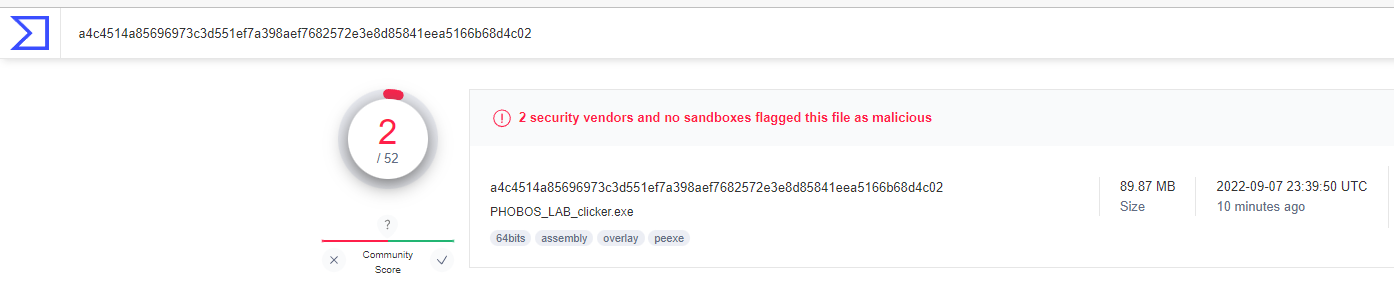 a4c4514a85696973c3d551ef7a398aef7682572e3e8d85841eea5166b68d4c02
2
/ 52
?
Community
Score
2 security vendors and no sandboxes flagged this file as malicious
a4c4514a85696973c3d551ef7a398aef7682572e3e8d85841eea5166b68d4c02
PHOBOS_LAB_clicker.exe
64bits assembly overlay peexe
89.87 MB
Size
2022-09-07 23:39:50 UTC
10 minutes ago